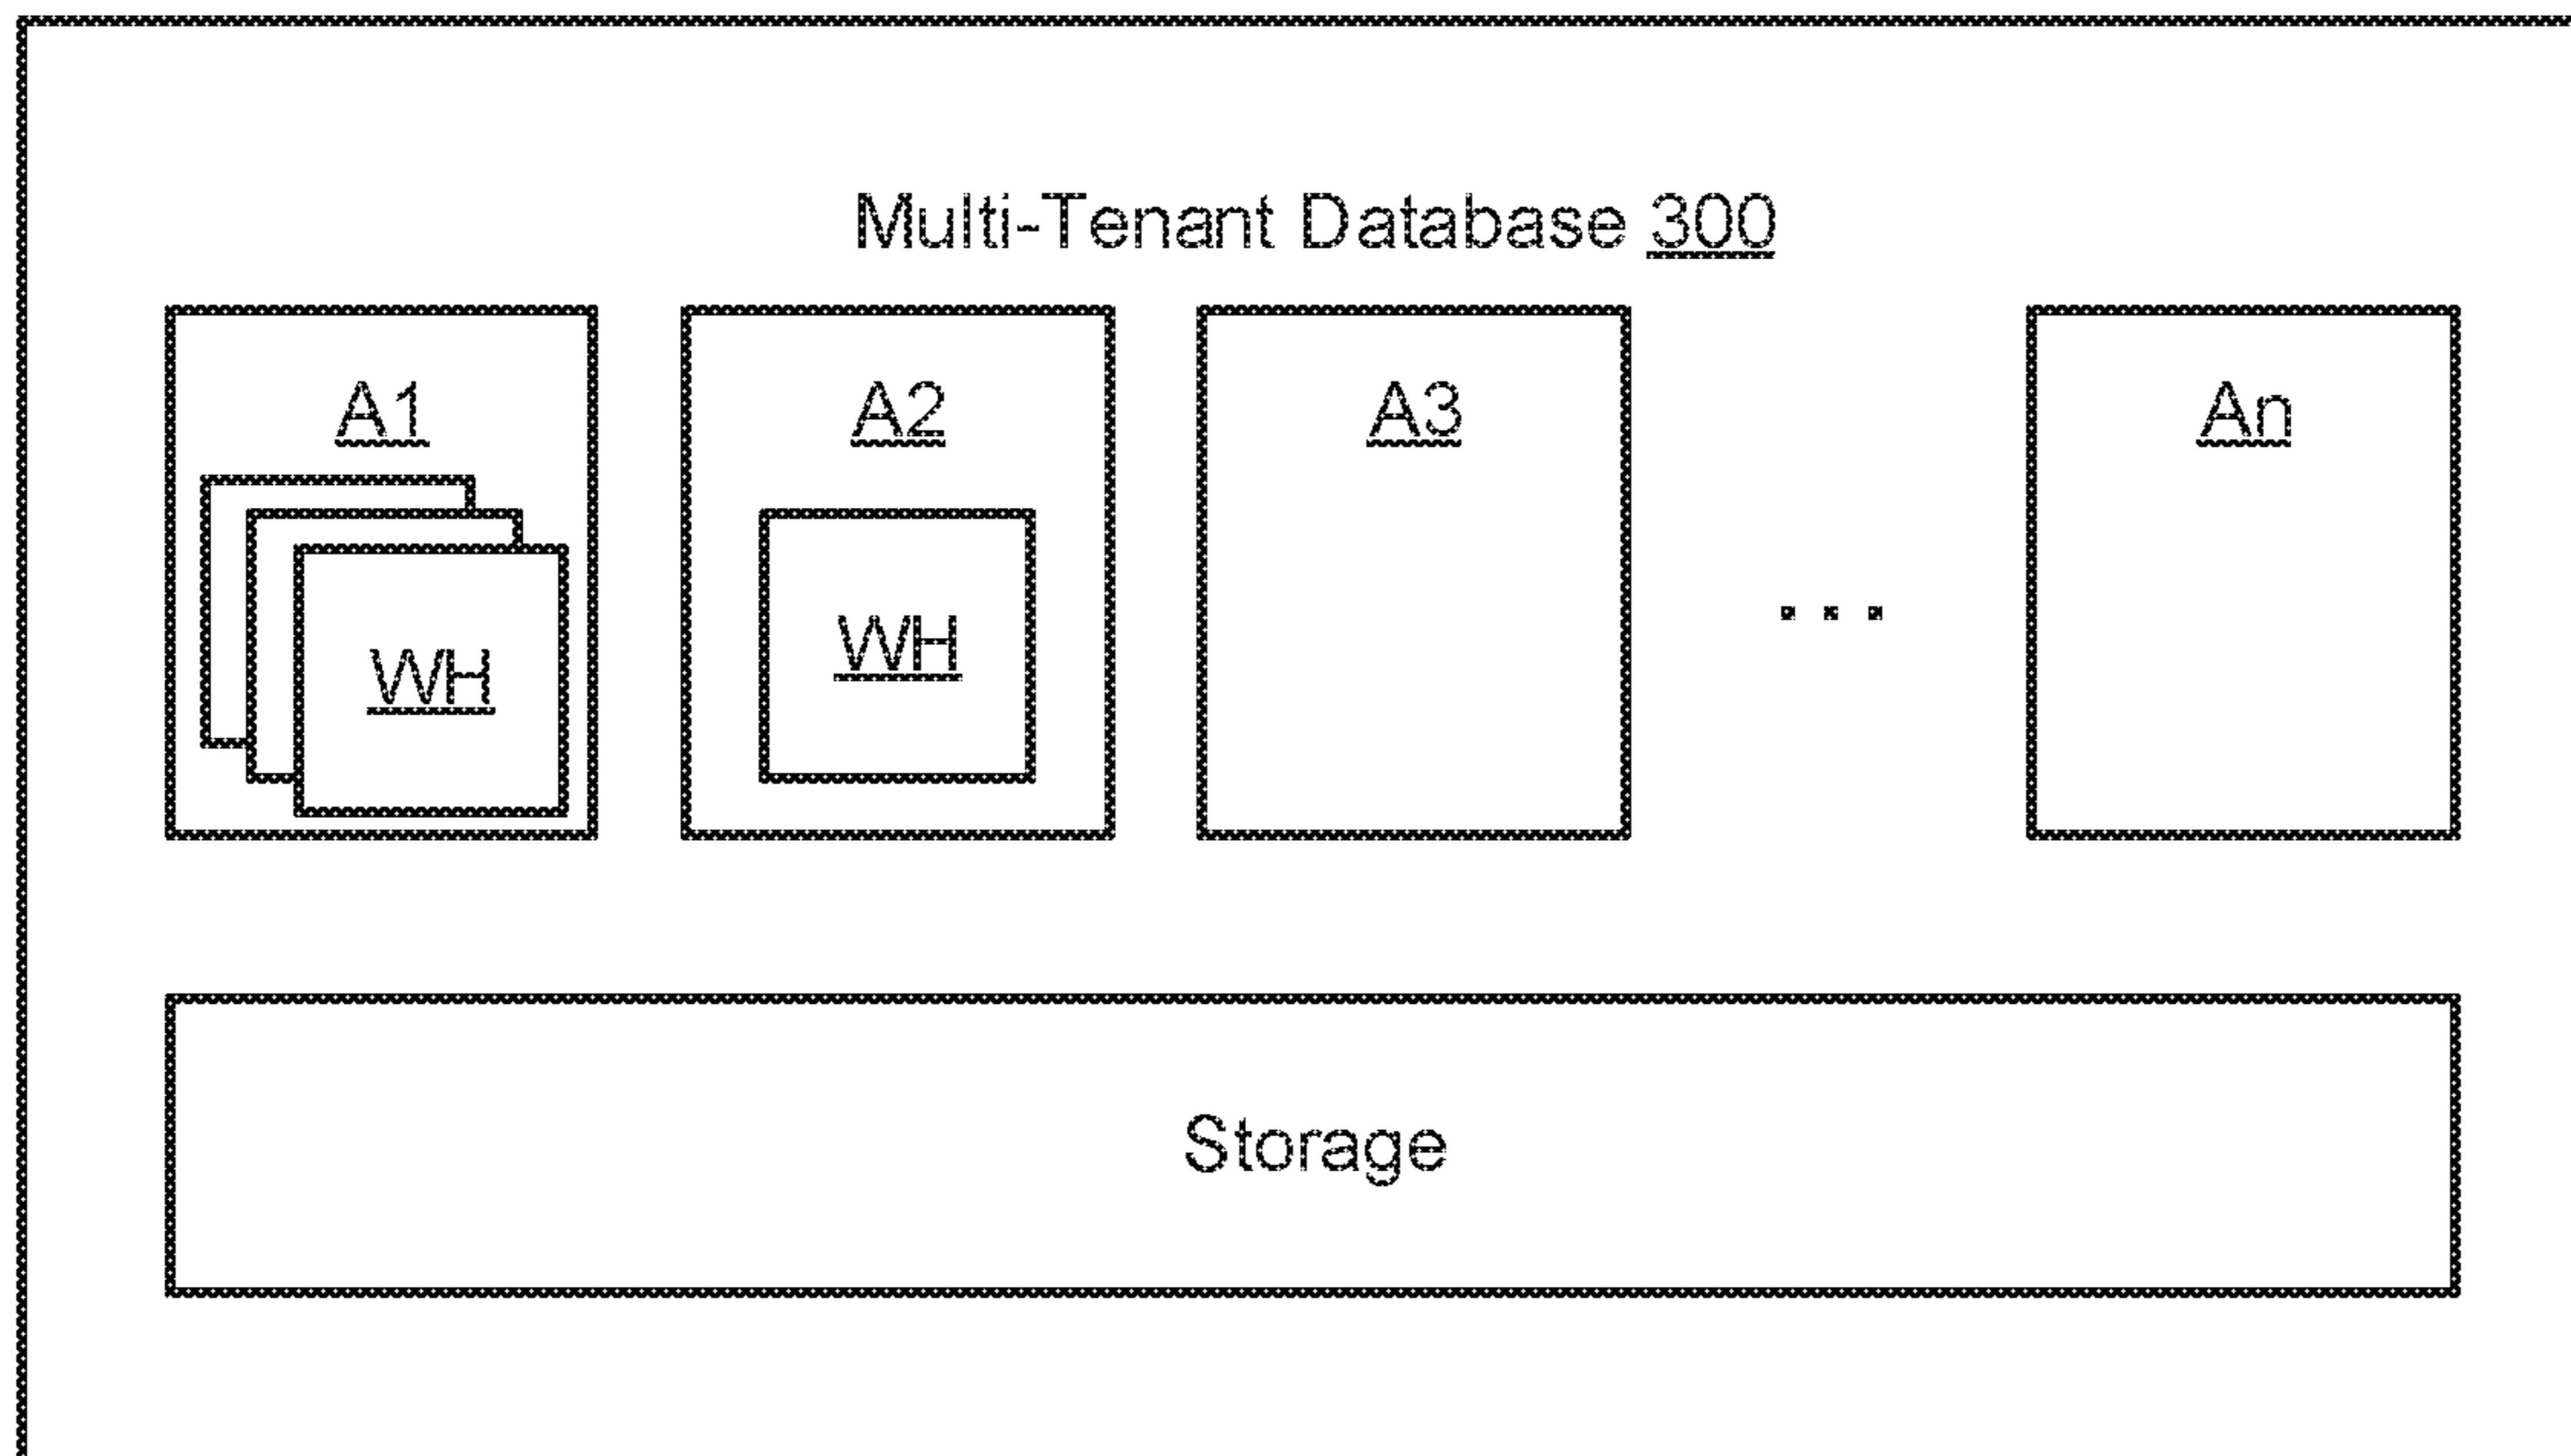 Multi-Tenant Database 300
A1 A2 A3 An
WH WH ...
Storage